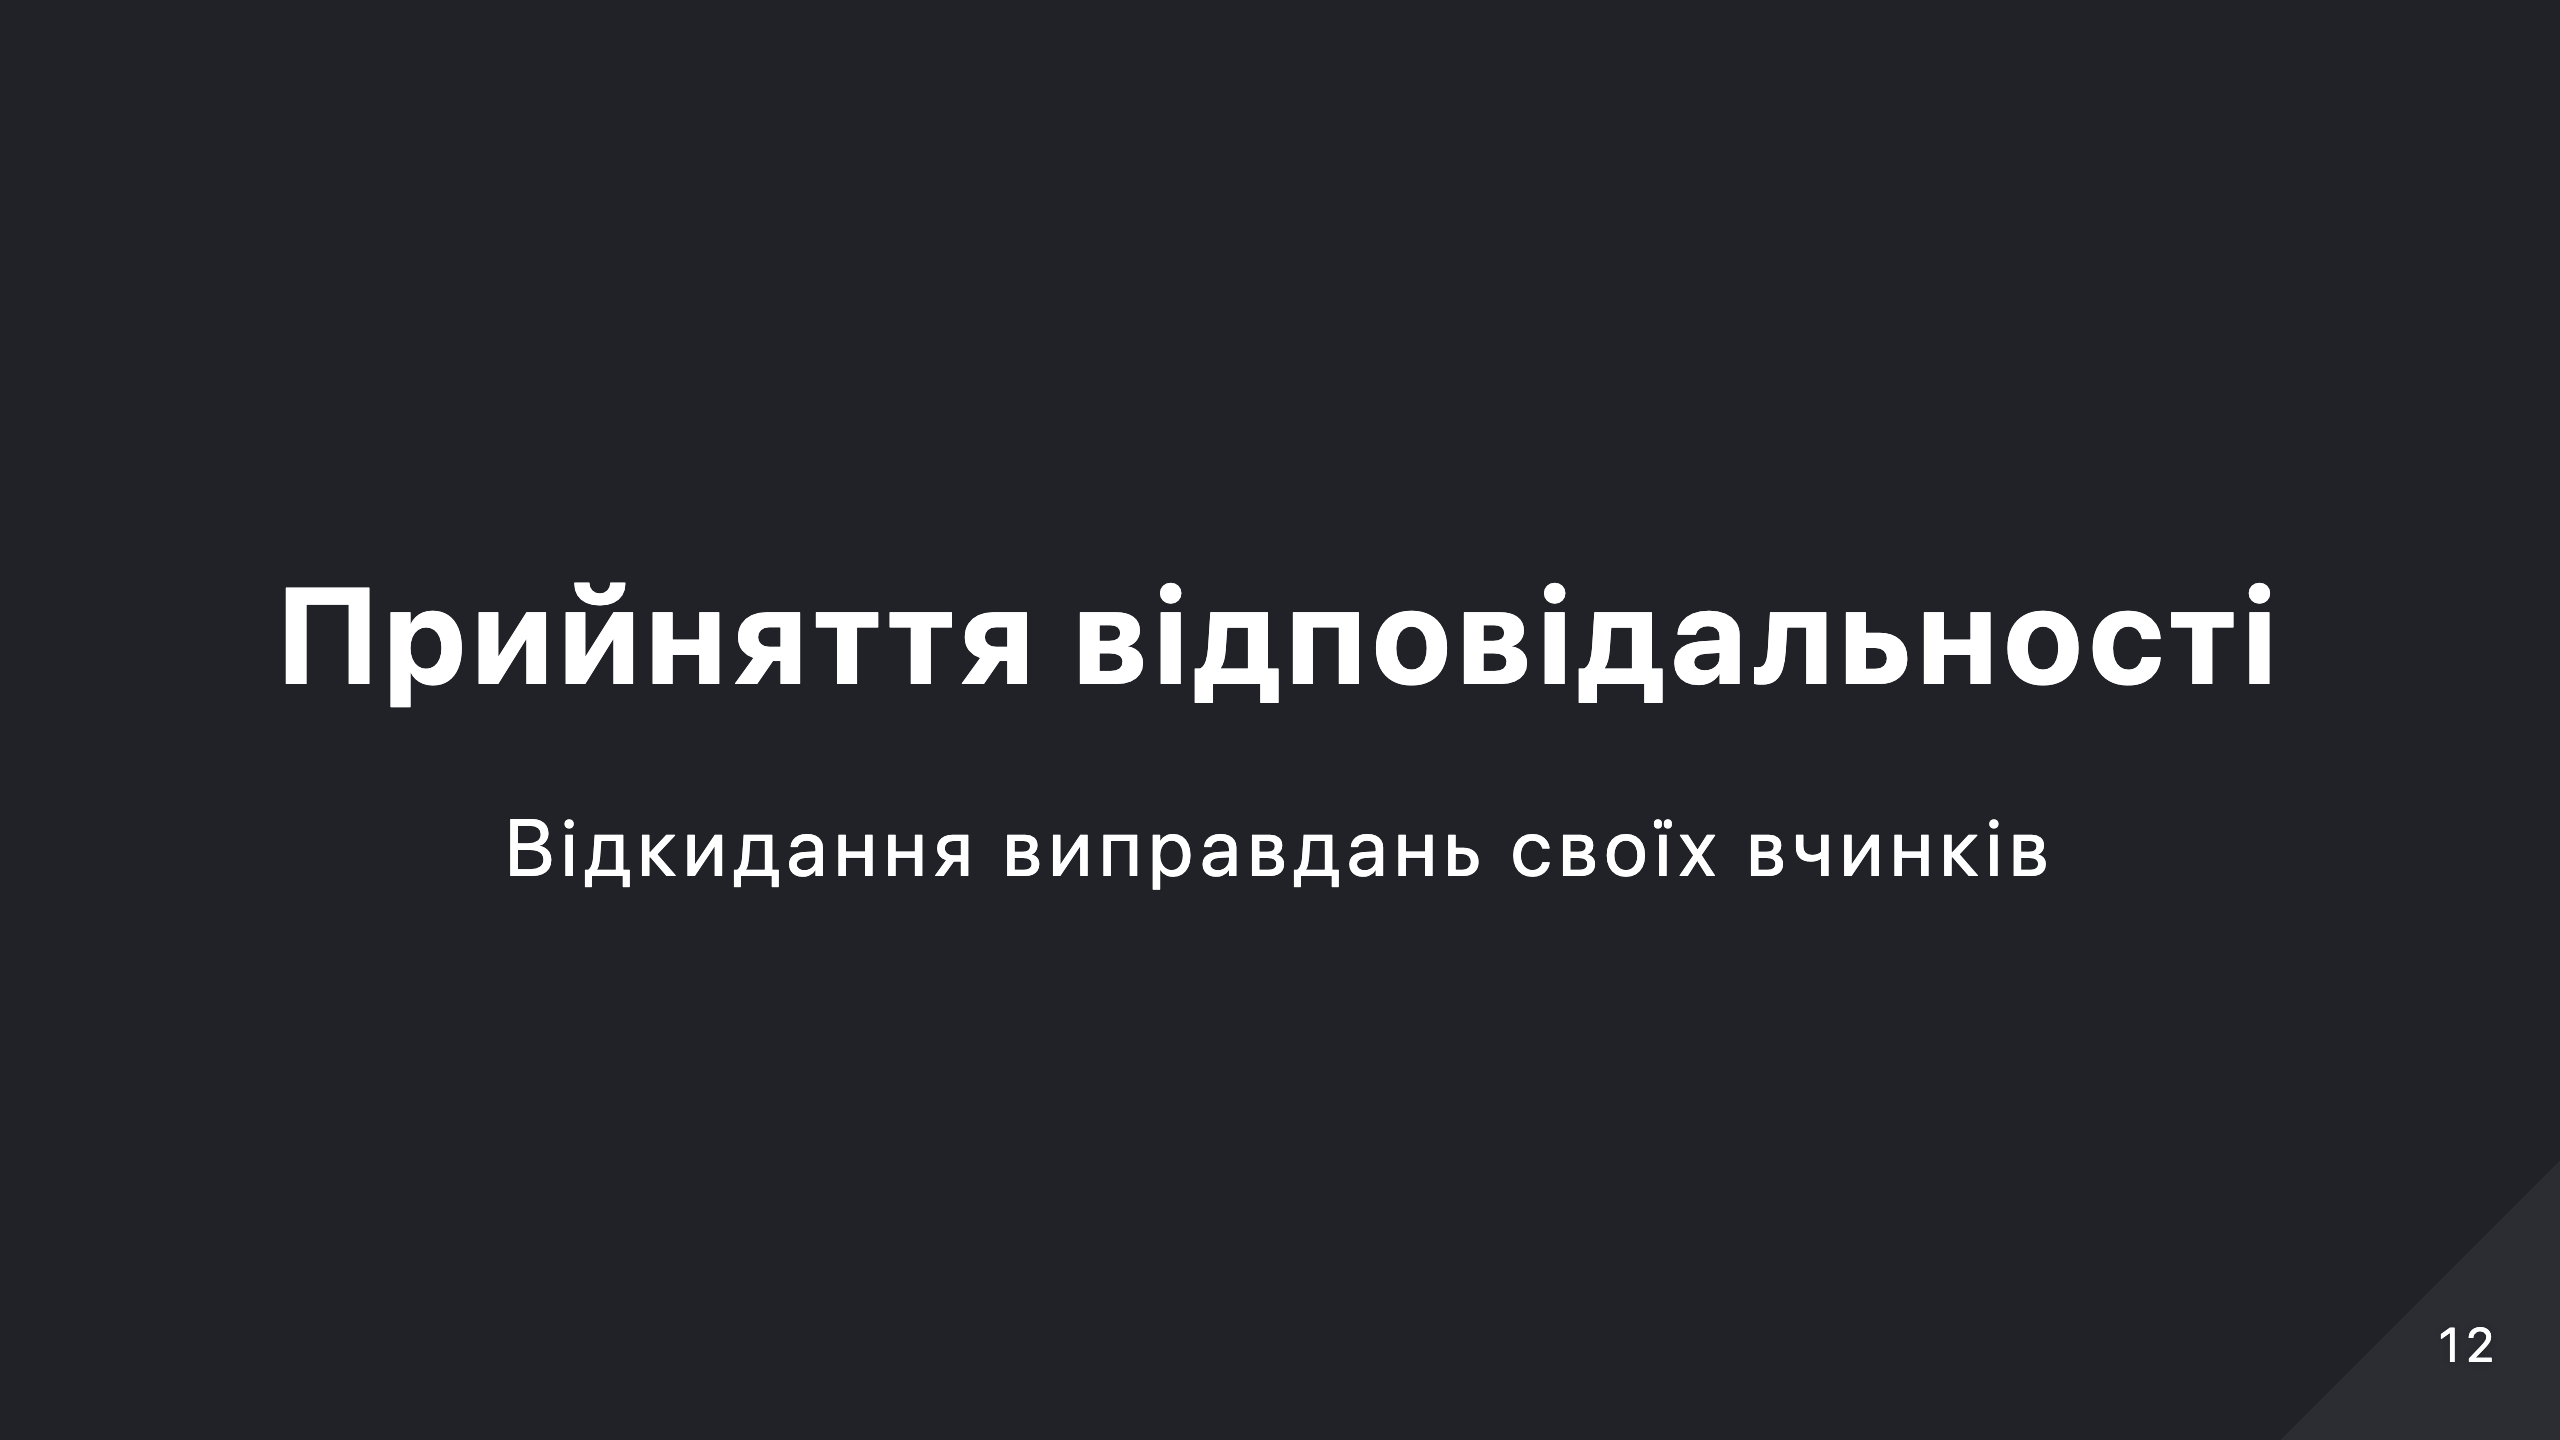 Прийняття відповідальності
Відкидання виправдань своїх вчинків
12